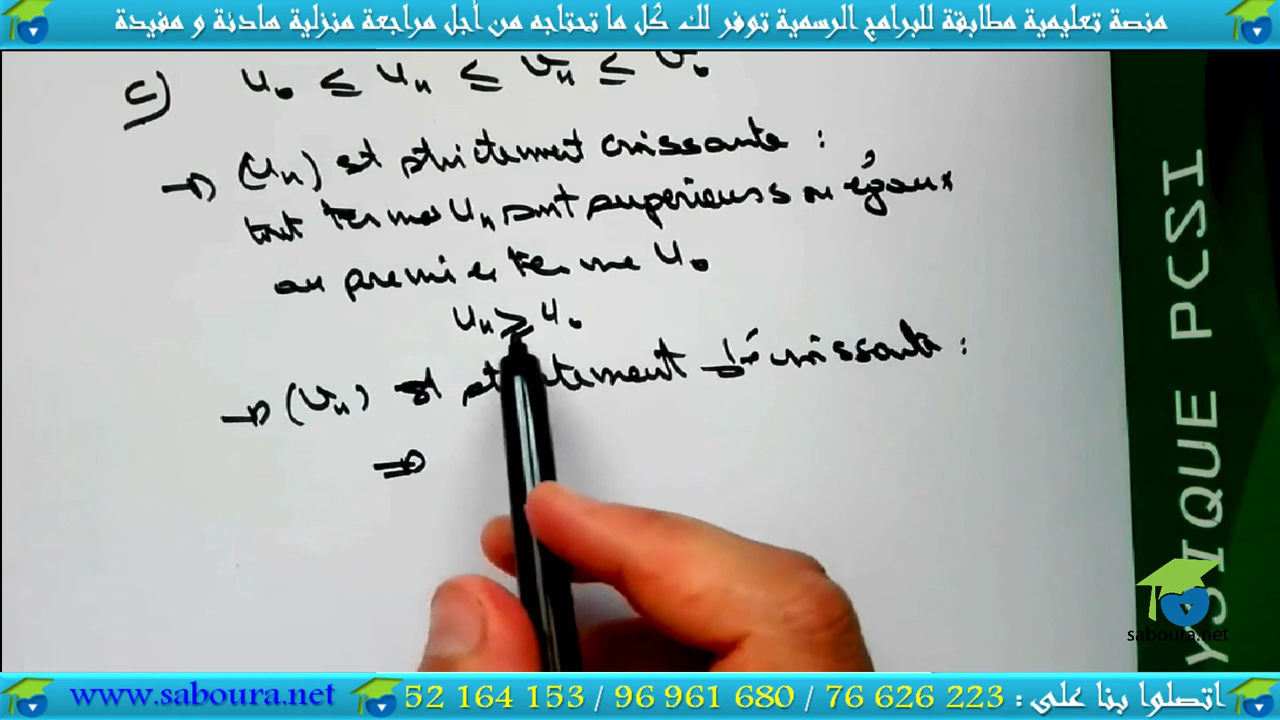 منصة تعليمية مطابقة للبرامج الرسمية توفر لك كل ما تحتاجه من أجل مراجعة منزلية هادئة و مفيدة
c) U₀ ≤ Uₙ ≤ Vₙ ≤ V₀
→ (Uₙ) est strictement croissante :
tout terme Uₙ sont superieurs ou égaux
au premier terme U₀
Uₙ ≥ U₀
→ (Vₙ) est strictement décroissante :
⇒
YSIQUE PCSI
saboura.net
www.saboura.net
اتصلوا بنا على : 52 164 153 / 96 961 680 / 76 626 223